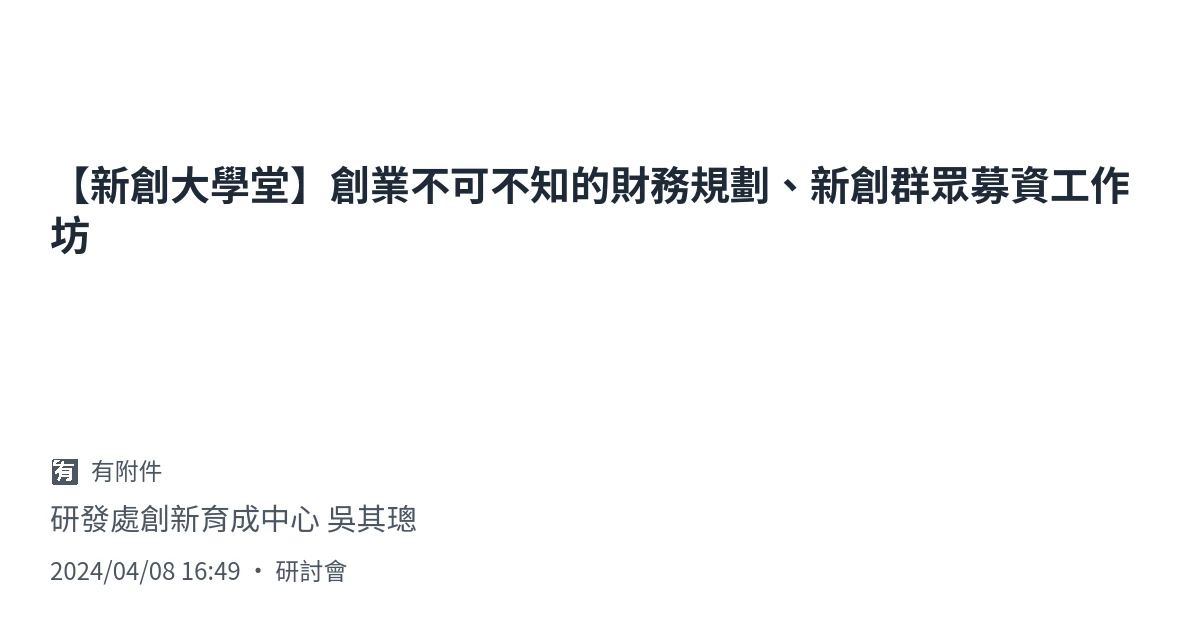 【新創大學堂】創業不可不知的財務規劃、新創群眾募資工作
坊
有 有附件
研發處創新育成中心 吳其璁
2024/04/08 16:49 • 研討會